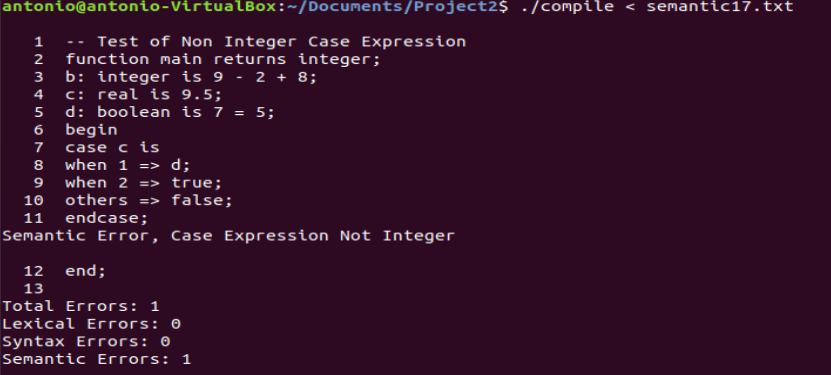 antonio@antonio-VirtualBox:~/Documents/Project2$ ./compile < semantic17.txt
1 -- Test of Non Integer Case Expression
2 function main returns integer;
3 b: integer is 9 - 2 + 8;
4 c: real is 9.5;
5 d: boolean is 7 = 5;
6 begin
7 case c is
8 when 1 => d;
9 when 2 => true;
10 others => false;
11 endcase;
Semantic Error, Case Expression Not Integer
12 end;
13
Total Errors: 1
Lexical Errors: 0
Syntax Errors: 0
Semantic Errors: 1